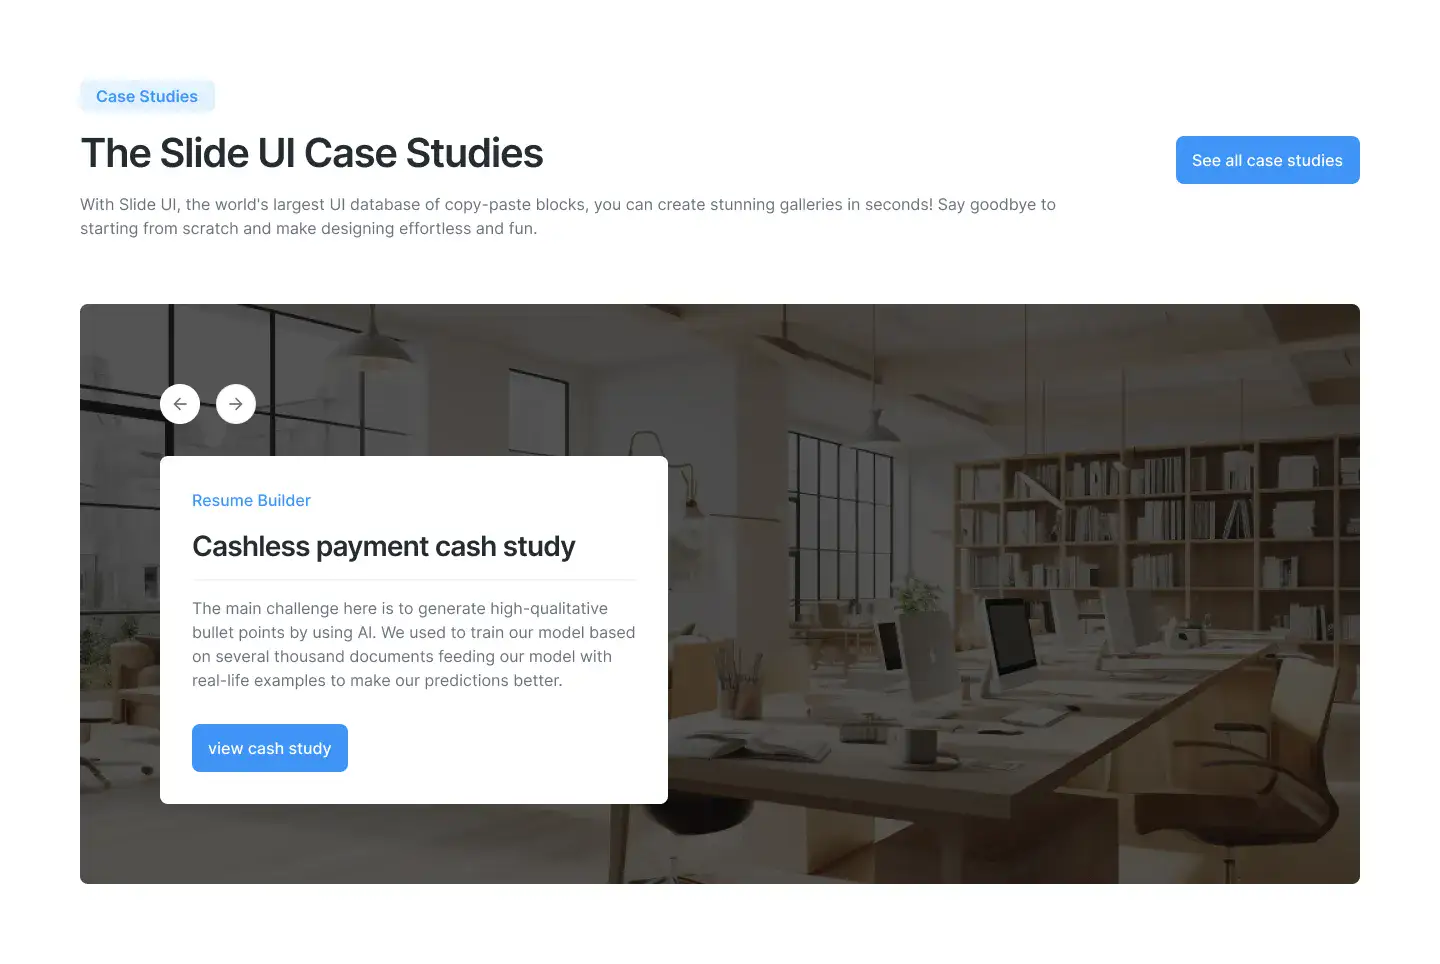 Case Studies
The Slide UI Case Studies
See all case studies
With Slide UI, the world's largest UI database of copy-paste blocks, you can create stunning galleries in seconds! Say goodbye to
starting from scratch and make designing effortless and fun.
Resume Builder
Cashless payment cash study
The main challenge here is to generate high-qualitative
bullet points by using AI. We used to train our model based
on several thousand documents feeding our model with
real-life examples to make our predictions better.
view cash study